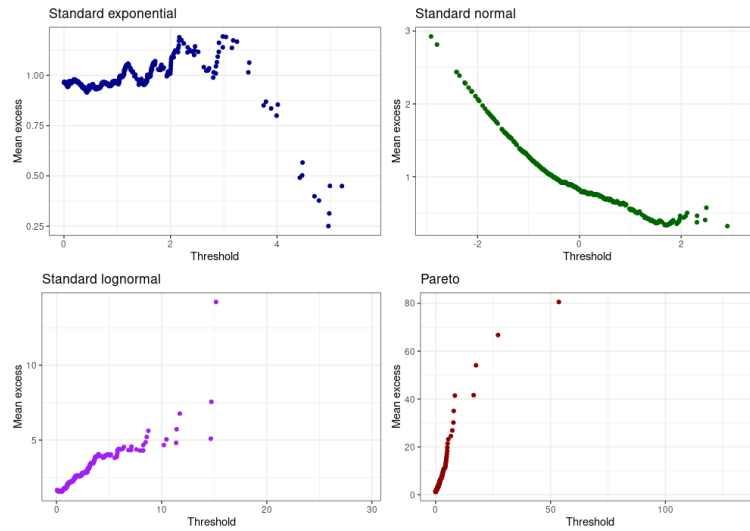 Standard exponential
1.00
0.75
0.50
0.25
0
2
4
Mean excess
Threshold
Standard normal
3
2
1
-2
0
2
Mean excess
Threshold
Standard lognormal
10
5
0
10
20
30
Mean excess
Threshold
Pareto
80
60
40
20
0
0
50
100
Mean excess
Threshold